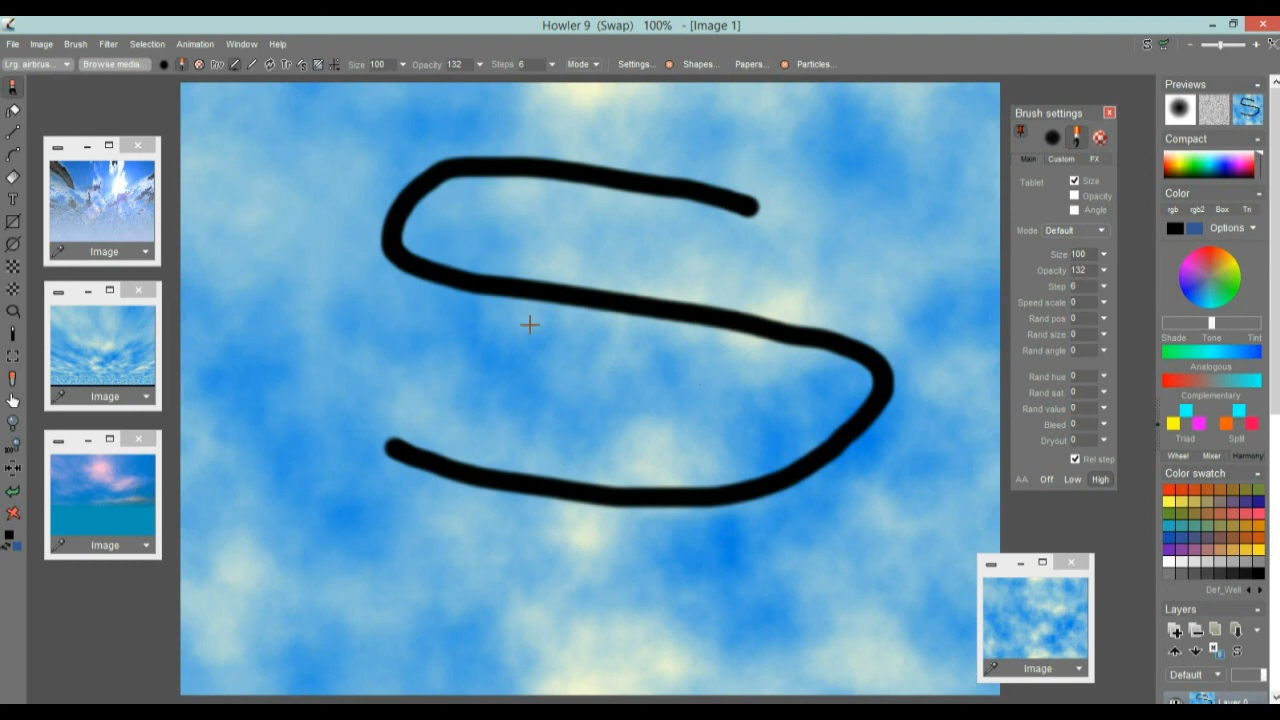 Howler 9 (Swap) 100% - [Image 1]
File Image Brush Filter Selection Animation Window Help
Lrg. airbrus... Browse media... Prv Tr Size 100 Opacity 132 Steps 6 Mode Settings... Shapes... Papers... Particles...
Previews
Compact
Color
rgb rgb2 Box Tri
Options
Shade Tone Tint
Analogous
Complementary
Triad Split
Wheel Mixer Harmony
Color swatch
Def_Well
Layers
Default
Layer 0
Brush settings
Main Custom FX
Tablet Size
Opacity
Angle
Mode Default
Size 100
Opacity 132
Step 6
Speed scale 0
Rand pos 0
Rand size 0
Rand angle 0
Rand hue 0
Rand sat. 0
Rand value 0
Bleed 0
Dryout 0
Rel step
AA Off Low High
Image
Image
Image
Image
S